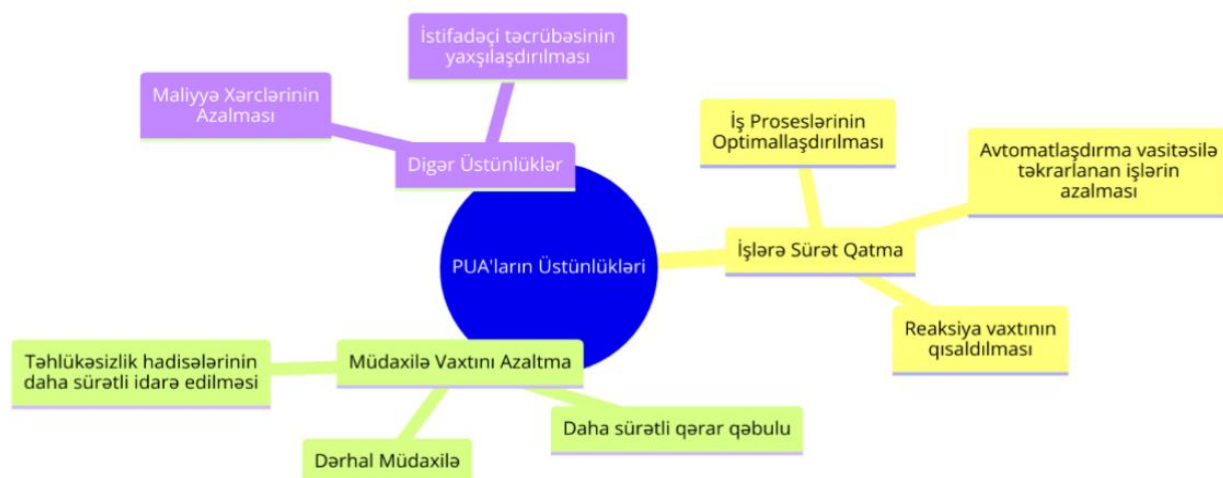 İstifadəçi təcrübəsinin
yaxşılaşdırılması
Maliyyə Xərclərinin
Azalması
Digər Üstünlüklər
İş Proseslərinin
Optimallaşdırılması
Avtomatlaşdırma vasitəsilə
təkrarlanan işlərin
azalması
İşlərə Sürət Qatma
Reaksiya vaxtının
qısaldılması
PUA'ların Üstünlükləri
Müdaxilə Vaxtını Azaltma
Təhlükəsizlik hadisələrinin
daha sürətli idarə edilməsi
Dərhal Müdaxilə
Daha sürətli qərar qəbulu